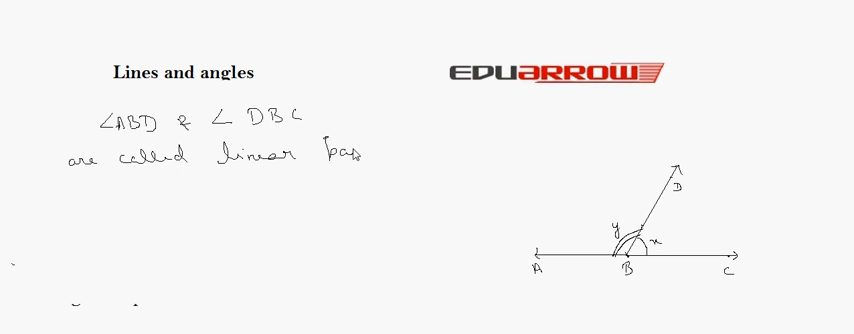 Lines and angles
EDUARROW
∠ABD & ∠DBC
are called linear
D
y
x
A
B
C